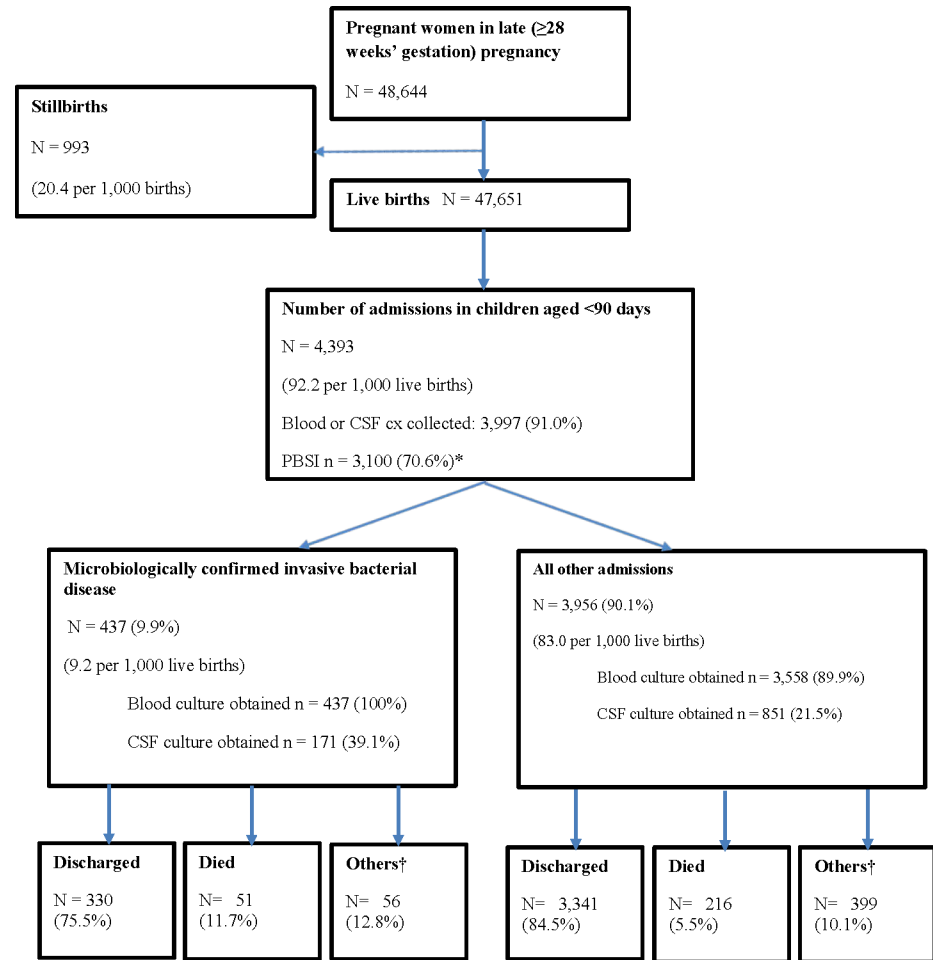 Pregnant women in late (≥28
weeks' gestation) pregnancy
N = 48,644
Stillbirths
N = 993
(20.4 per 1,000 births)
Live births N = 47,651
Number of admissions in children aged <90 days
N = 4,393
(92.2 per 1,000 live births)
Blood or CSF cx collected: 3,997 (91.0%)
PBSI n = 3,100 (70.6%)*
Microbiologically confirmed invasive bacterial
disease
N = 437 (9.9%)
(9.2 per 1,000 live births)
Blood culture obtained n = 437 (100%)
CSF culture obtained n = 171 (39.1%)
All other admissions
N = 3,956 (90.1%)
(83.0 per 1,000 live births)
Blood culture obtained n = 3,558 (89.9%)
CSF culture obtained n = 851 (21.5%)
Discharged
N = 330
(75.5%)
Died
N= 51
(11.7%)
Others†
N= 56
(12.8%)
Discharged
N= 3,341
(84.5%)
Died
N= 216
(5.5%)
Others†
N= 399
(10.1%)